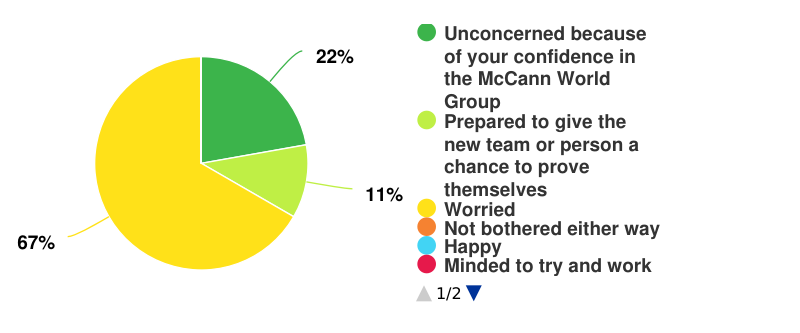 22%
11%
67%
Unconcerned because
of your confidence in
the McCann World
Group
Prepared to give the
new team or person a
chance to prove
themselves
Worried
Not bothered either way
Happy
Minded to try and work
1/2